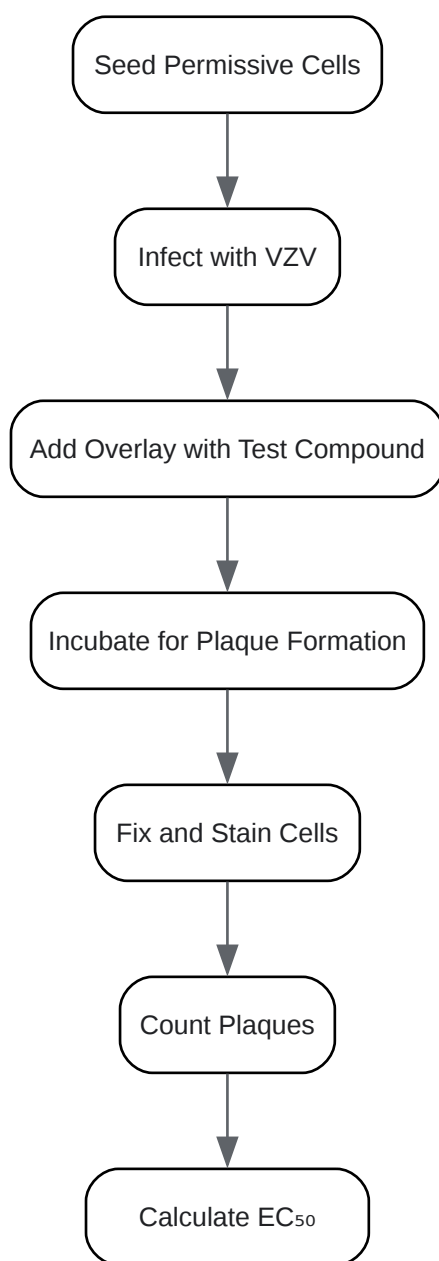 Seed Permissive Cells
Infect with VZV
Add Overlay with Test Compound
Incubate for Plaque Formation
Fix and Stain Cells
Count Plaques
Calculate EC₅₀